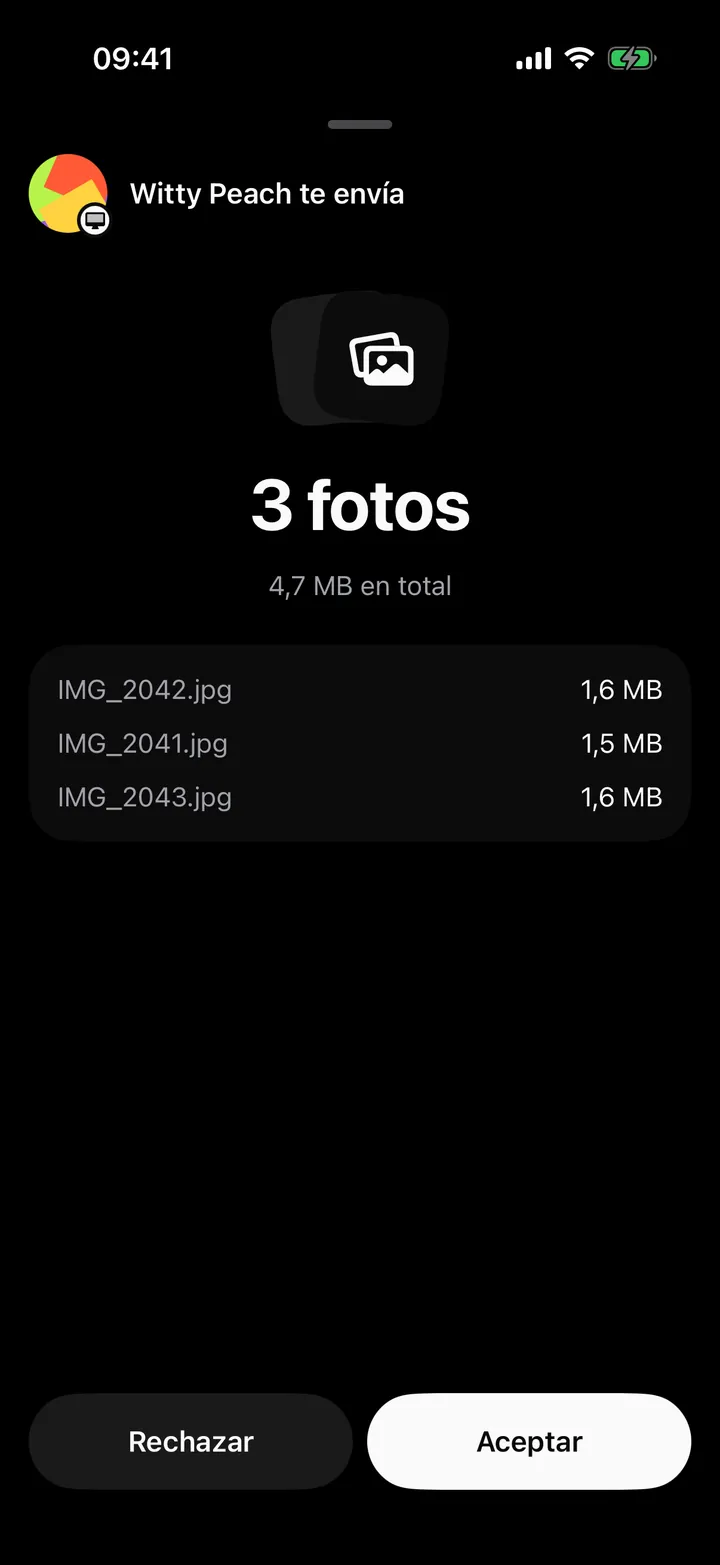 09:41
Witty Peach te envía
3 fotos
4,7 MB en total
IMG_2042.jpg 1,6 MB
IMG_2041.jpg 1,5 MB
IMG_2043.jpg 1,6 MB
Rechazar Aceptar